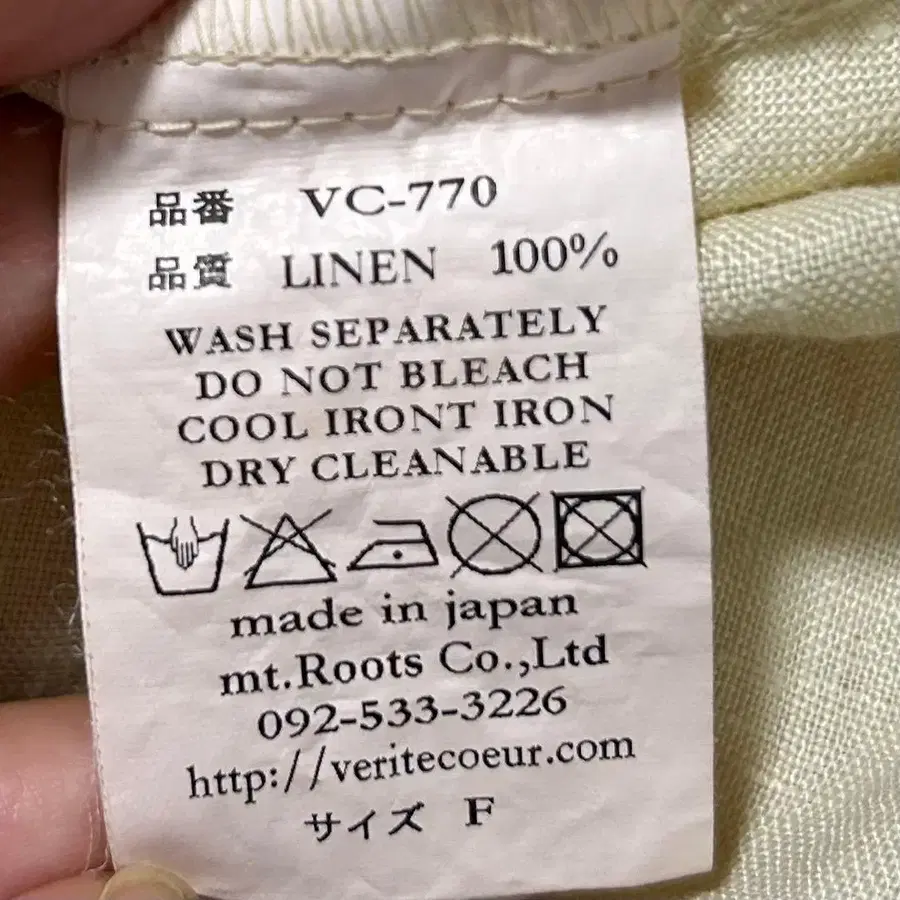 品番 VC-770
品質 LINEN 100%
WASH SEPARATELY
DO NOT BLEACH
COOL IRONT IRON
DRY CLEANABLE
made in japan
mt.Roots Co.,Ltd
092-533-3226
http://veritecoeur.com
サイズ F